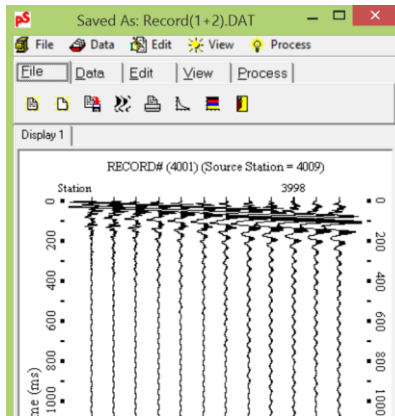 pS Saved As: Record(1+2).DAT
File Data Edit View Process
File Data Edit View Process
Display 1
RECORD# (4001) (Source Station = 4009)
Station 3998
0 0
200 200
400 400
600 600
800 800
1000 1000
me (ms)